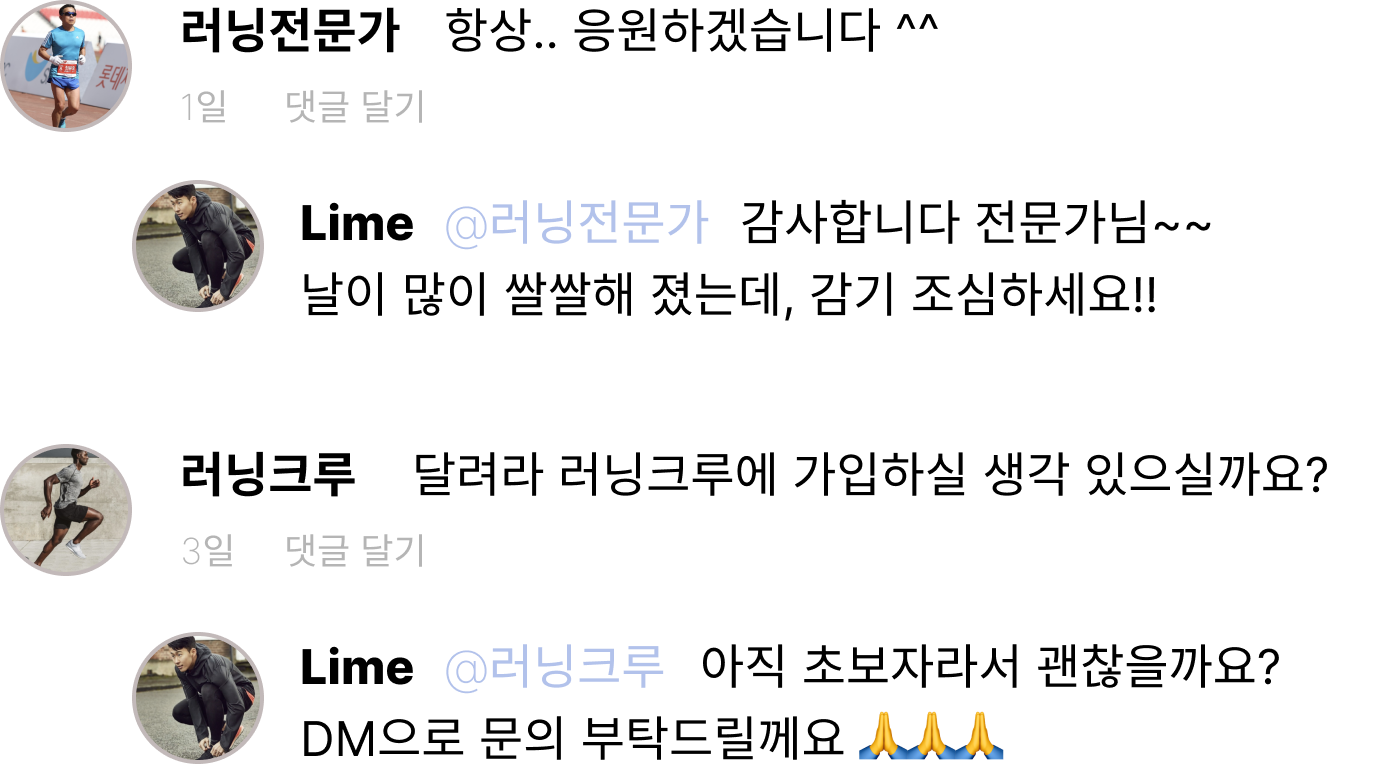 러닝전문가 항상.. 응원하겠습니다 ^^
1일 댓글 달기
Lime @러닝전문가 감사합니다 전문가님~~
날이 많이 쌀쌀해 졌는데, 감기 조심하세요!!
러닝크루 달려라 러닝크루에 가입하실 생각 있으실까요?
3일 댓글 달기
Lime @러닝크루 아직 초보자라서 괜찮을까요?
DM으로 문의 부탁드릴께요 🙏🙏🙏